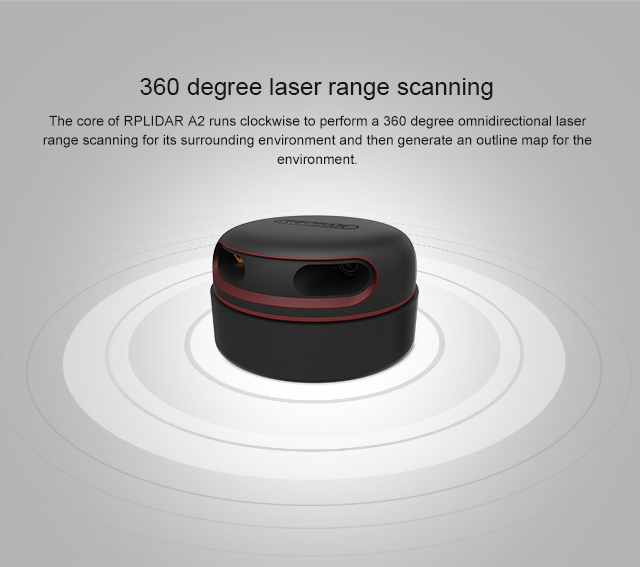 360 degree laser range scanning
The core of RPLIDAR A2 runs clockwise to perform a 360 degree omnidirectional laser
range scanning for its surrounding environment and then generate an outline map for the
environment.